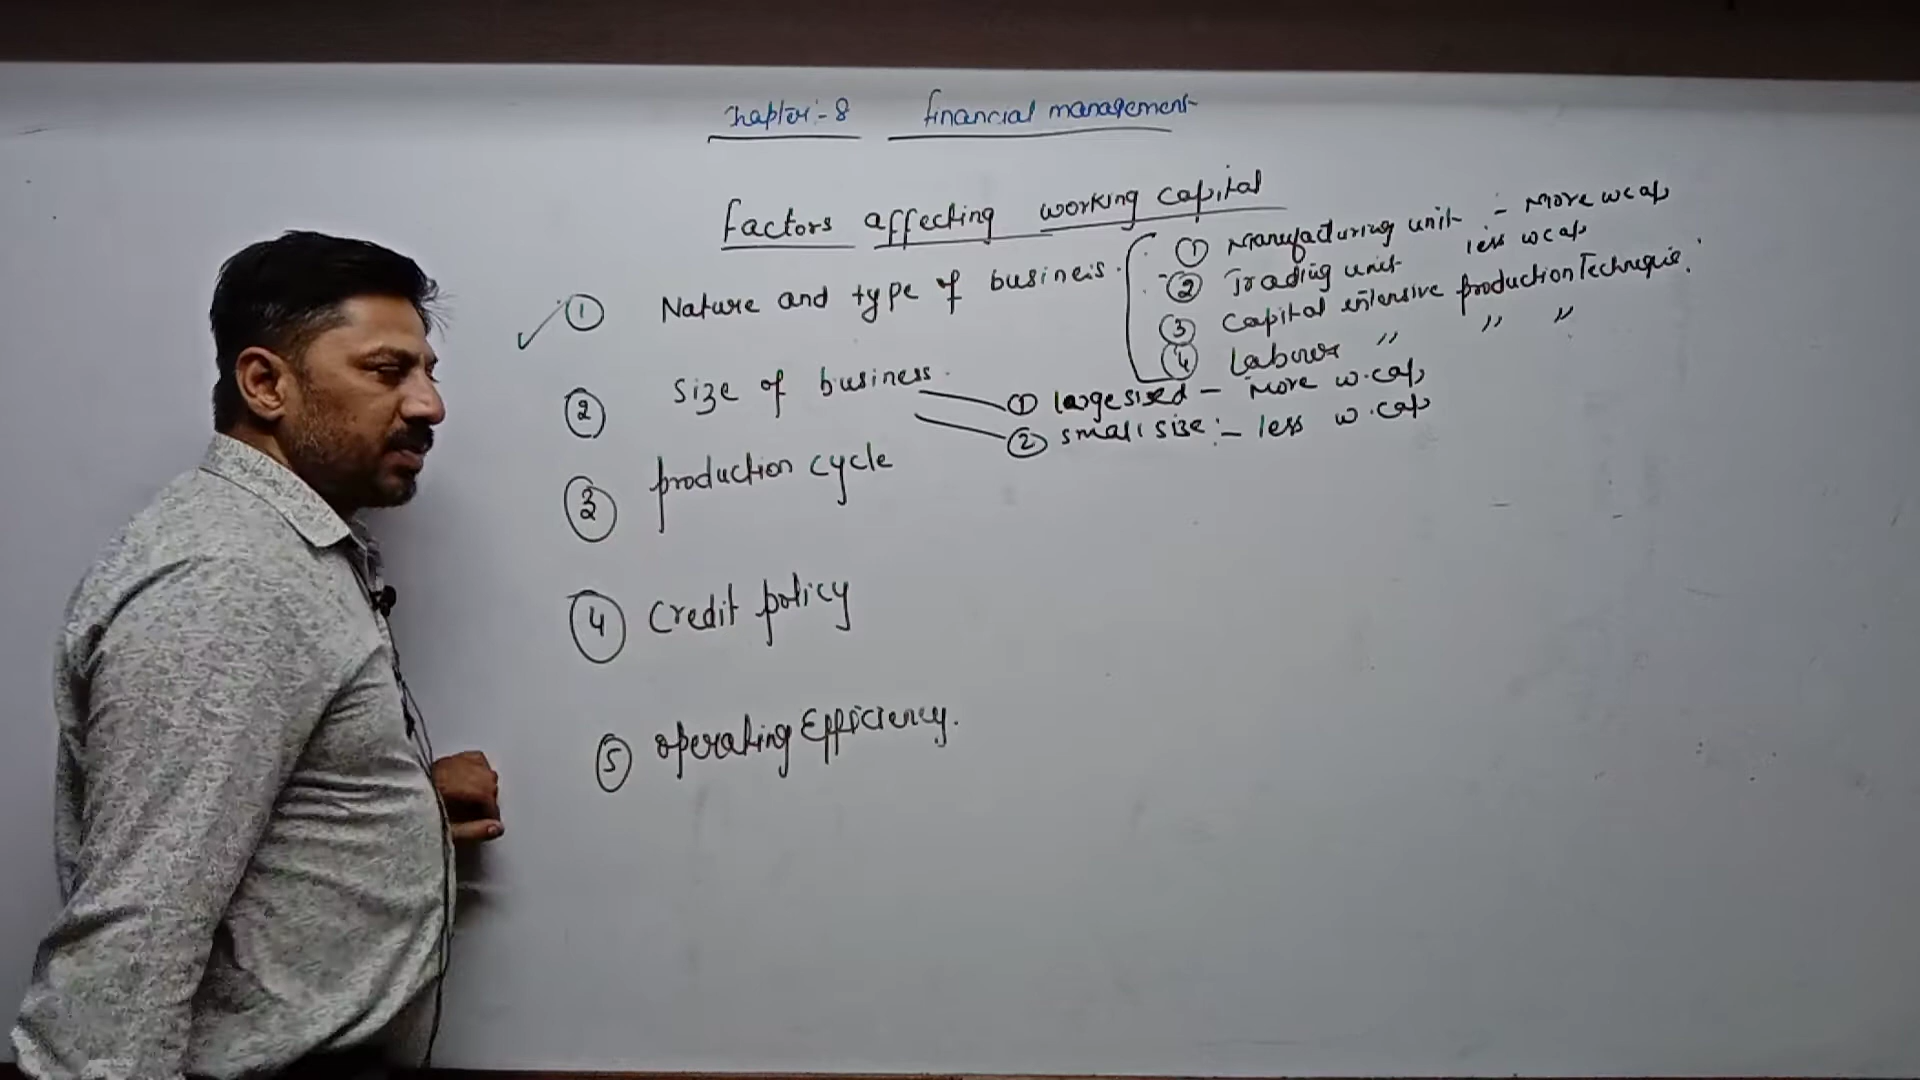 Chapter:-8 financial management
factors affecting working capital
① Nature and type of business.
① Manufacturing unit - More wcap
② Trading unit less wcap
③ Capital intensive production Technique.
④ Labour " " "
② Size of business.
① large sized - More w.cap
② small size:- less w.cap
③ production cycle
④ credit policy
⑤ operating Efficiency.